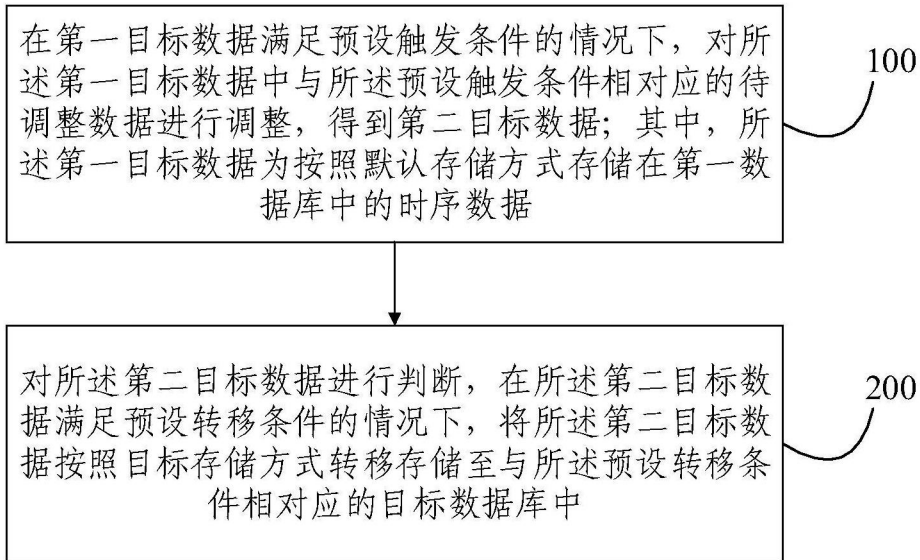 在第一目标数据满足预设触发条件的情况下，对所
述第一目标数据中与所述预设触发条件相对应的待
调整数据进行调整，得到第二目标数据；其中，所
述第一目标数据为按照默认存储方式存储在第一数
据库中的时序数据
100
对所述第二目标数据进行判断，在所述第二目标数
据满足预设转移条件的情况下，将所述第二目标数
据按照目标存储方式转移存储至与所述预设转移条
件相对应的目标数据库中
200